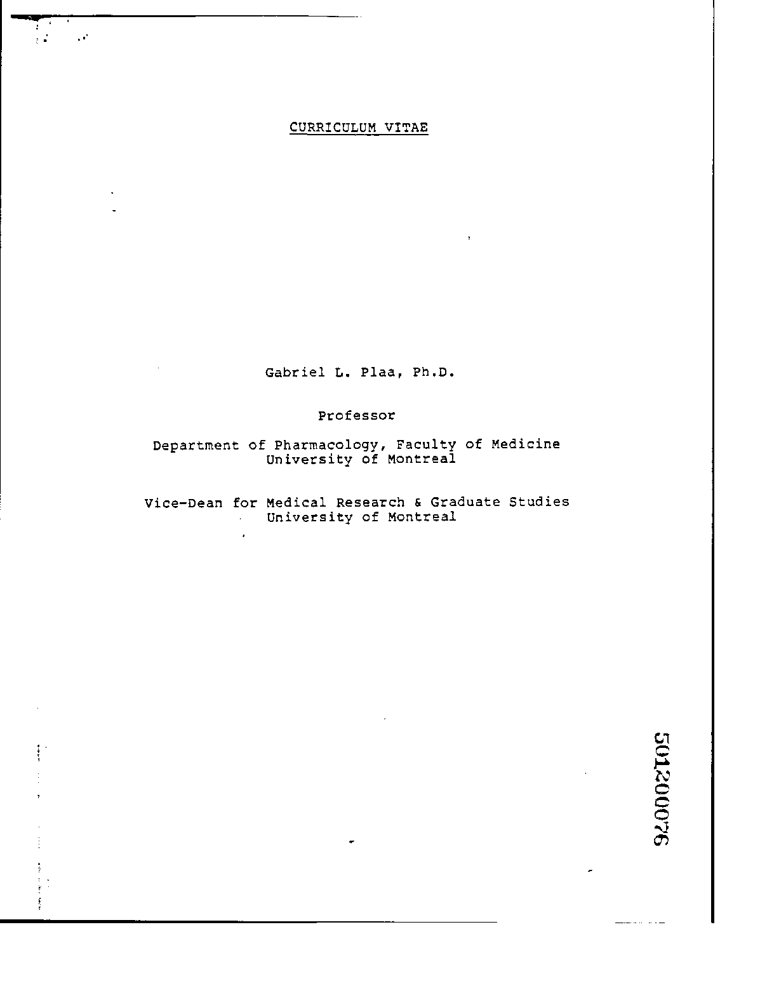 CURRICULUM VITAE
Gabriel L. Plaa, Ph.D.
Professor
Department of Pharmacology, Faculty of Medicine
University of Montreal
Vice-Dean for Medical Research & Graduate Studies
University of Montreal
501200076